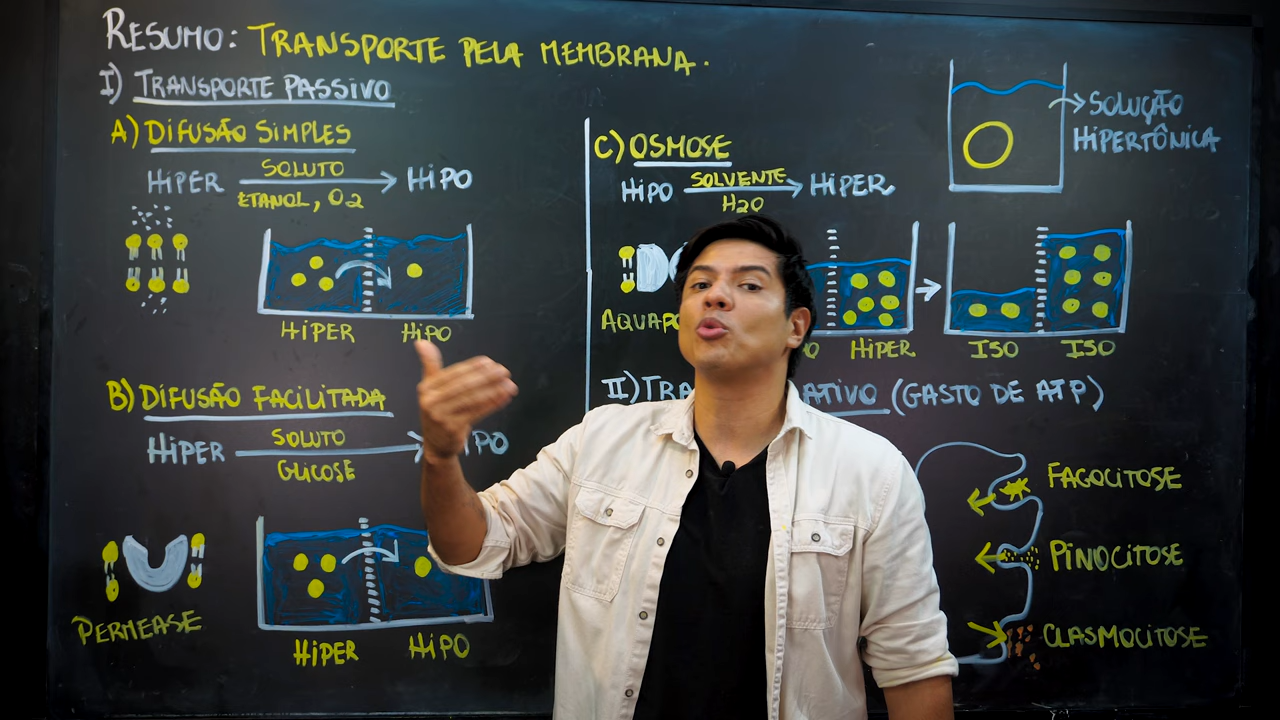 RESUMO: TRANSPORTE PELA MEMBRANA.
I) TRANSPORTE PASSIVO
A) DIFUSÃO SIMPLES
HIPER SOLUTO HIPO
ETANOL, O2
HIPER HIPO
B) DIFUSÃO FACILITADA
HIPER SOLUTO
GLICOSE
PERMEASE
HIPER HIPO
C) OSMOSE
HIPO SOLVENTE HIPER
H2O
HIPER ISO ISO
SOLUÇÃO
HIPERTÔNICA
II) ATIVO (GASTO DE ATP)
FAGOCITOSE
PINOCITOSE
CLASMOCITOSE